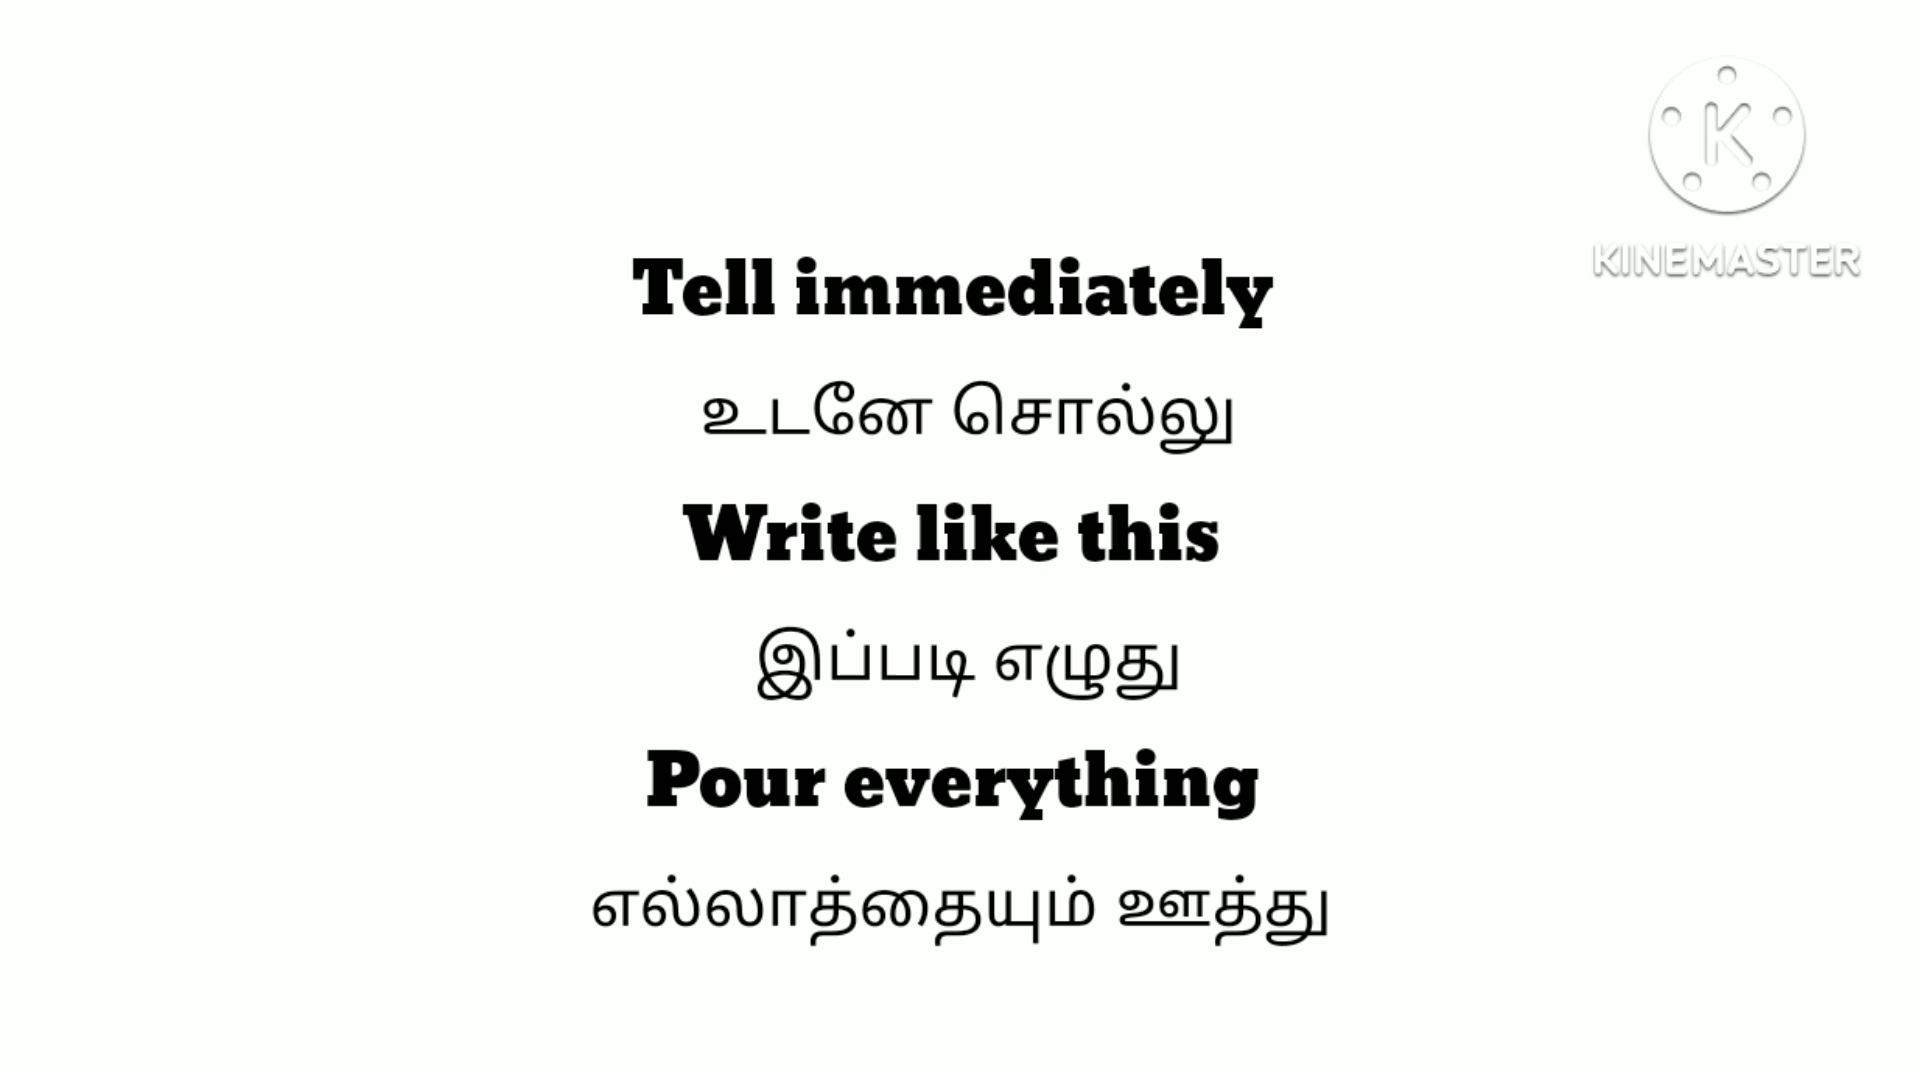 K
KINEMASTER
Tell immediately
உடனே சொல்லு
Write like this
இப்படி எழுது
Pour everything
எல்லாத்தையும் ஊத்து